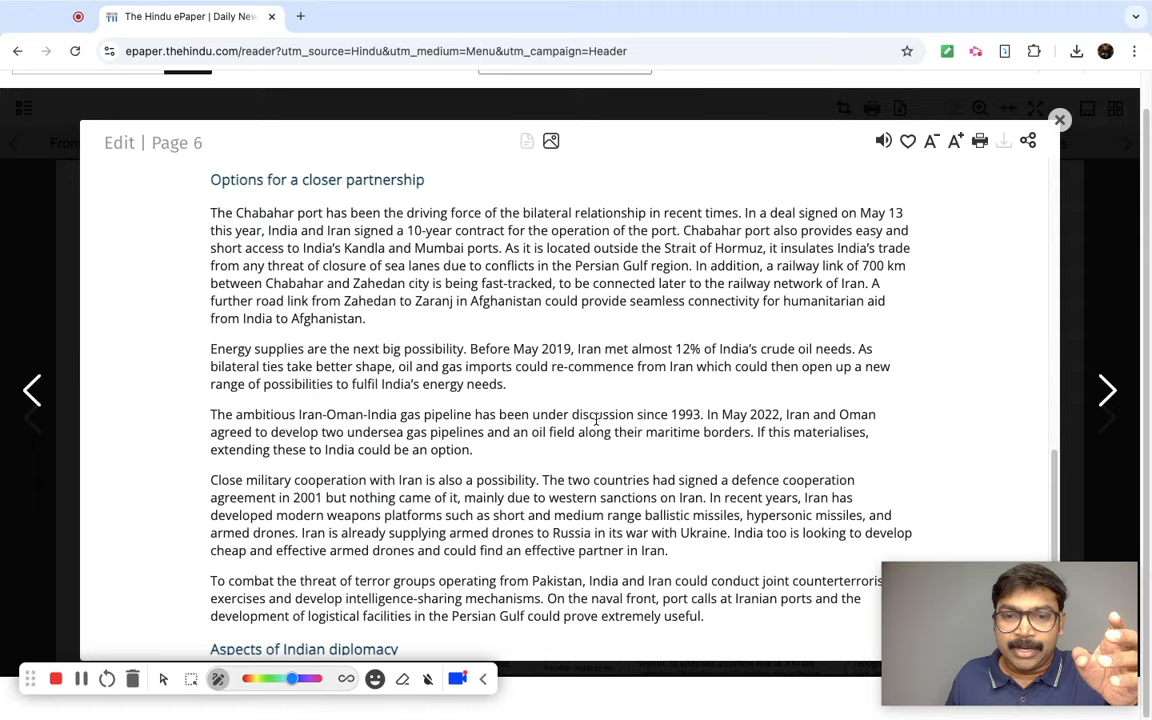 The Hindu ePaper | Daily New
epaper.thehindu.com/reader?utm_source=Hindu&utm_medium=Menu&utm_campaign=Header
Edit | Page 6
A- A+
Options for a closer partnership
The Chabahar port has been the driving force of the bilateral relationship in recent times. In a deal signed on May 13
this year, India and Iran signed a 10-year contract for the operation of the port. Chabahar port also provides easy and
short access to India's Kandla and Mumbai ports. As it is located outside the Strait of Hormuz, it insulates India's trade
from any threat of closure of sea lanes due to conflicts in the Persian Gulf region. In addition, a railway link of 700 km
between Chabahar and Zahedan city is being fast-tracked, to be connected later to the railway network of Iran. A
further road link from Zahedan to Zaranj in Afghanistan could provide seamless connectivity for humanitarian aid
from India to Afghanistan.
Energy supplies are the next big possibility. Before May 2019, Iran met almost 12% of India's crude oil needs. As
bilateral ties take better shape, oil and gas imports could re-commence from Iran which could then open up a new
range of possibilities to fulfil India's energy needs.
The ambitious Iran-Oman-India gas pipeline has been under discussion since 1993. In May 2022, Iran and Oman
agreed to develop two undersea gas pipelines and an oil field along their maritime borders. If this materialises,
extending these to India could be an option.
Close military cooperation with Iran is also a possibility. The two countries had signed a defence cooperation
agreement in 2001 but nothing came of it, mainly due to western sanctions on Iran. In recent years, Iran has
developed modern weapons platforms such as short and medium range ballistic missiles, hypersonic missiles, and
armed drones. Iran is already supplying armed drones to Russia in its war with Ukraine. India too is looking to develop
cheap and effective armed drones and could find an effective partner in Iran.
To combat the threat of terror groups operating from Pakistan, India and Iran could conduct joint counterterroris
exercises and develop intelligence-sharing mechanisms. On the naval front, port calls at Iranian ports and the
development of logistical facilities in the Persian Gulf could prove extremely useful.
Aspects of Indian diplomacy